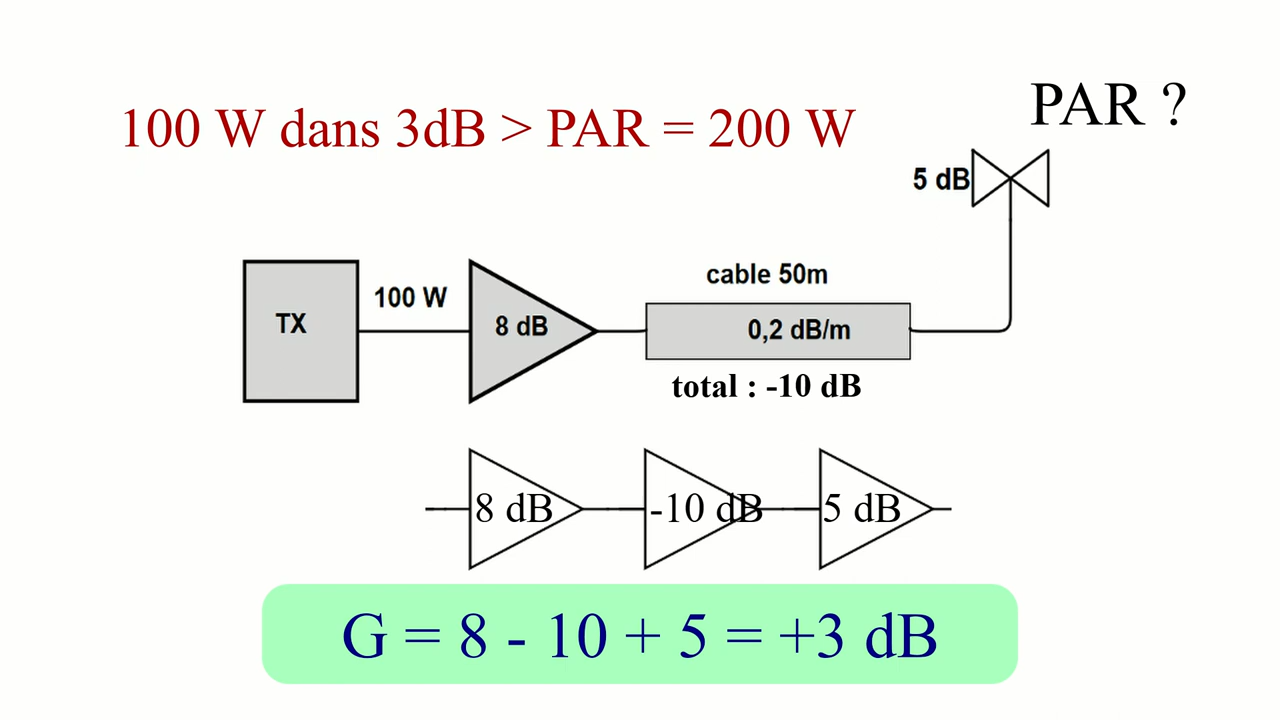 PAR ?
100 W dans 3dB > PAR = 200 W
5 dB
cable 50m
100 W
TX
8 dB
0,2 dB/m
total : -10 dB
8 dB
-10 dB
5 dB
G = 8 - 10 + 5 = +3 dB